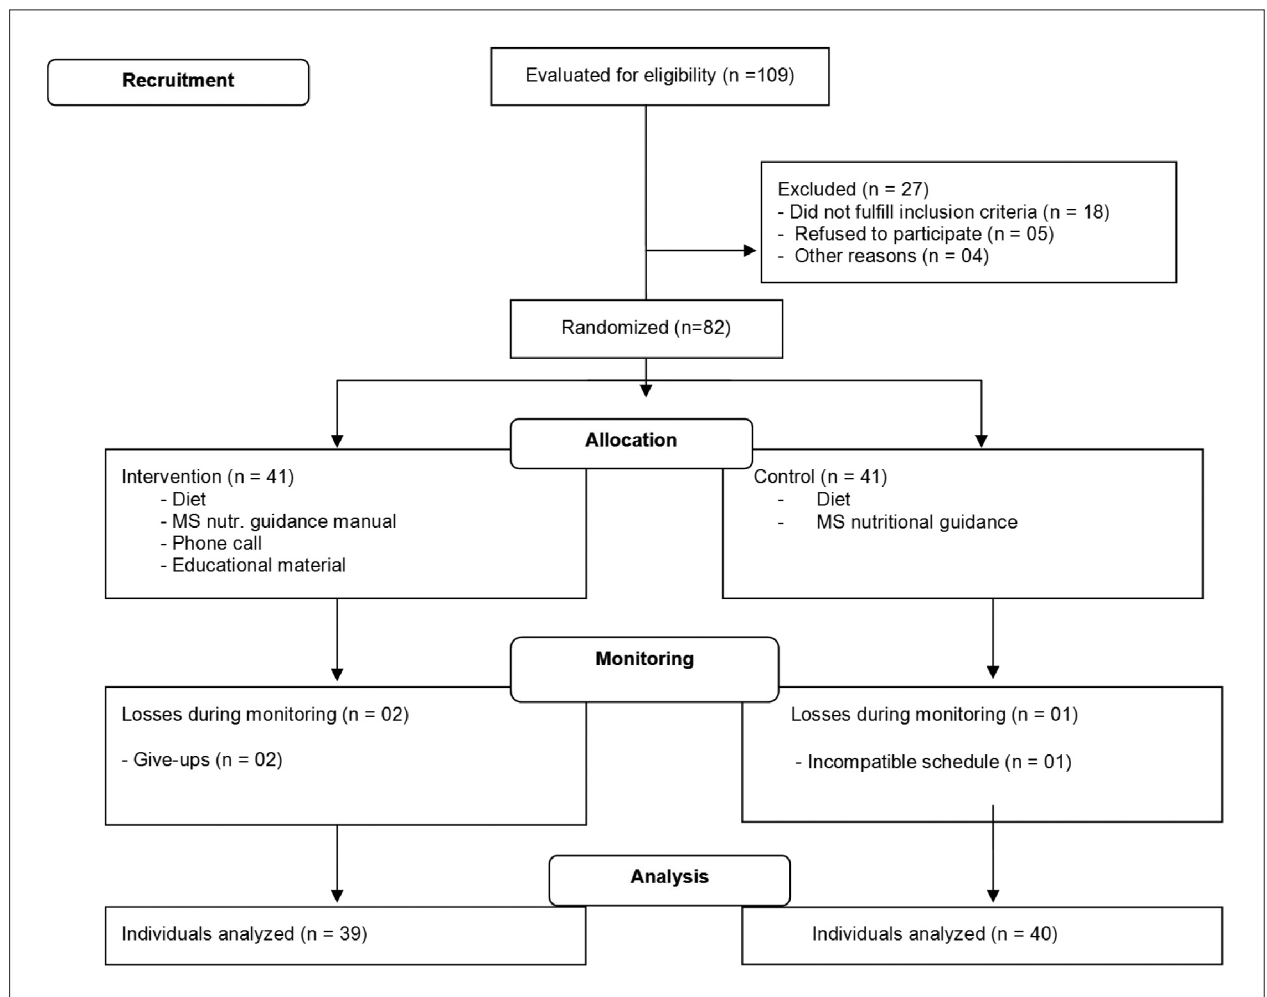 Recruitment
Evaluated for eligibility (n =109)
Excluded (n = 27)
- Did not fulfill inclusion criteria (n = 18)
- Refused to participate (n = 05)
- Other reasons (n = 04)
Randomized (n=82)
Allocation
Intervention (n = 41)
- Diet
- MS nutr. guidance manual
- Phone call
- Educational material
Control (n = 41)
- Diet
- MS nutritional guidance
Monitoring
Losses during monitoring (n = 02)
- Give-ups (n = 02)
Losses during monitoring (n = 01)
- Incompatible schedule (n = 01)
Analysis
Individuals analyzed (n = 39)
Individuals analyzed (n = 40)